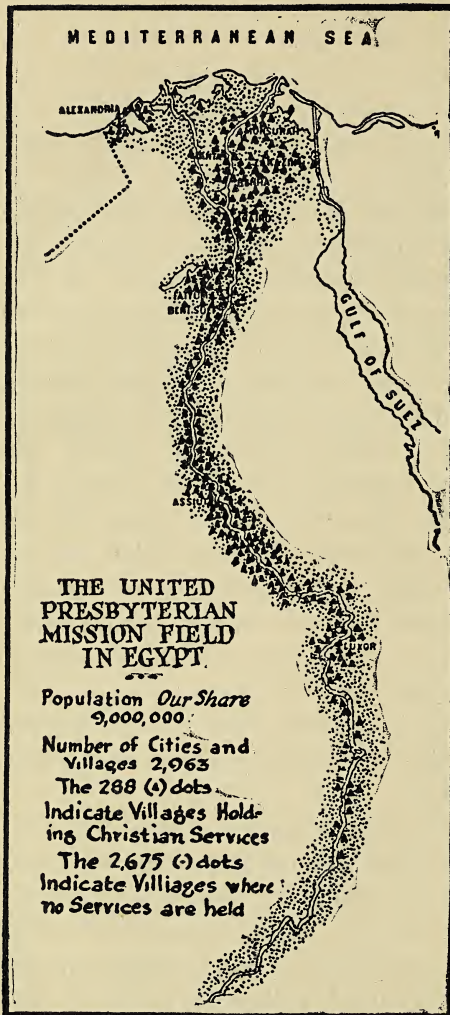 MEDITERRANEAN SEA
ALEXANDRIA
GULF OF SUEZ
ASSIUT
LUXOR
THE UNITED
PRESBYTERIAN
MISSION FIELD
IN EGYPT.
Population Our Share
9,000,000
Number of Cities and
Villages 2,963
The 288 (▲) dots
Indicate Villages Hold-
ing Christian Services
The 2,675 (·) dots
Indicate Villiages where
no Services are held